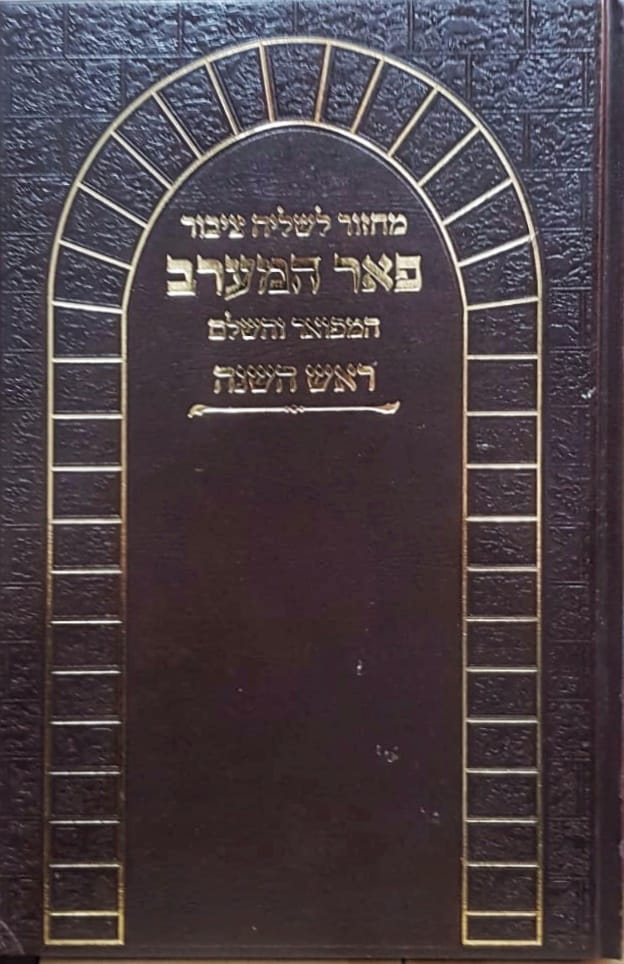 מחזור לשליח ציבור
פאר המערב
המפואר והשלם
ראש השנה